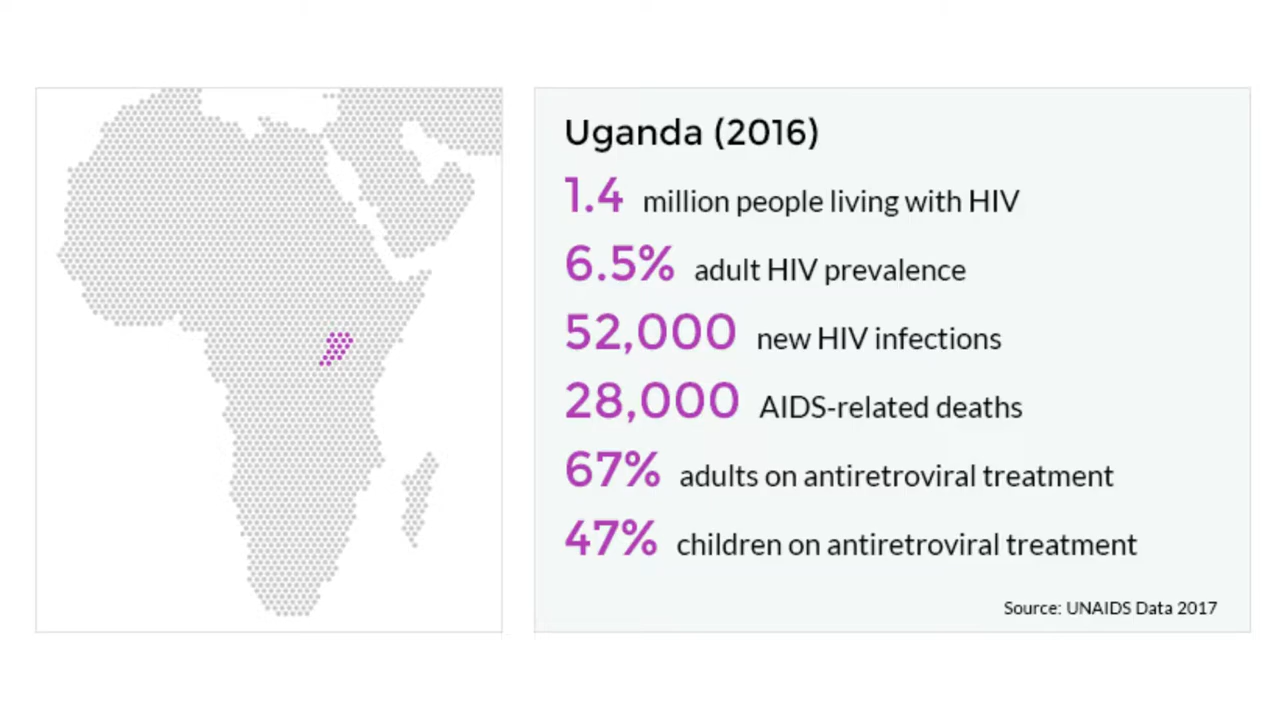 Uganda (2016)
1.4 million people living with HIV
6.5% adult HIV prevalence
52,000 new HIV infections
28,000 AIDS-related deaths
67% adults on antiretroviral treatment
47% children on antiretroviral treatment
Source: UNAIDS Data 2017